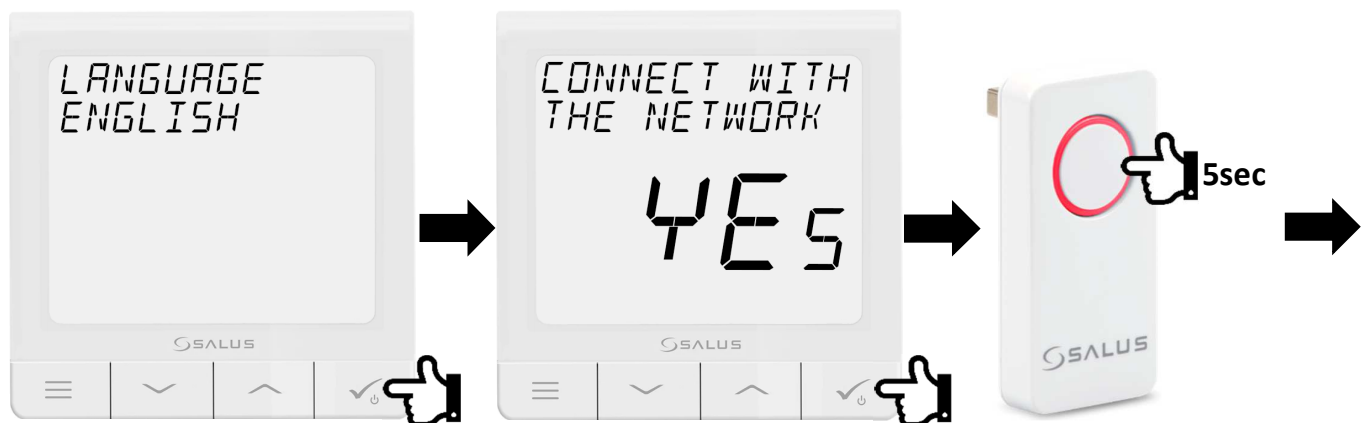 LANGUAGE
ENGLISH
SALUS
CONNECT WITH
THE NETWORK
YES
SALUS
5sec
SALUS